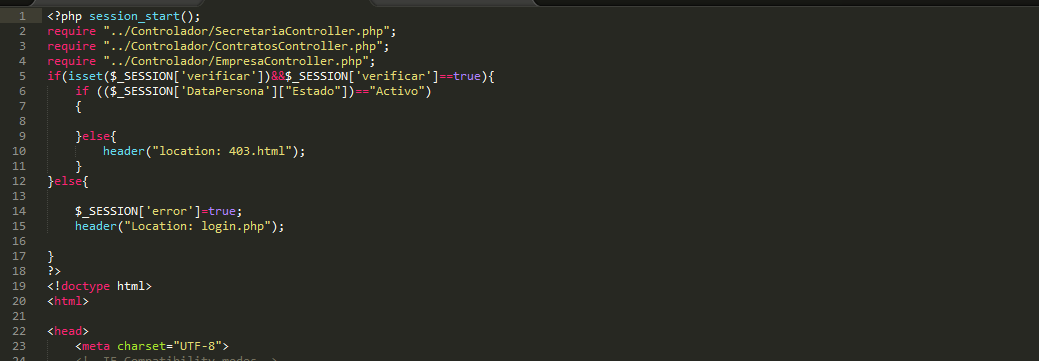 1 <?php session_start();
2 require "../Controlador/SecretariaController.php";
3 require "../Controlador/ContratosController.php";
4 require "../Controlador/EmpresaController.php";
5 if(isset($_SESSION['verificar'])&&$_SESSION['verificar']==true){
6 if (($_SESSION['DataPersona']["Estado"])=="Activo")
7 {
8
9 }else{
10 header("location: 403.html");
11 }
12 }else{
13
14 $_SESSION['error']=true;
15 header("Location: login.php");
16
17 }
18 ?>
19 <!doctype html>
20 <html>
21
22 <head>
23 <meta charset="UTF-8">
24 <!- IE Compatibility modes ->